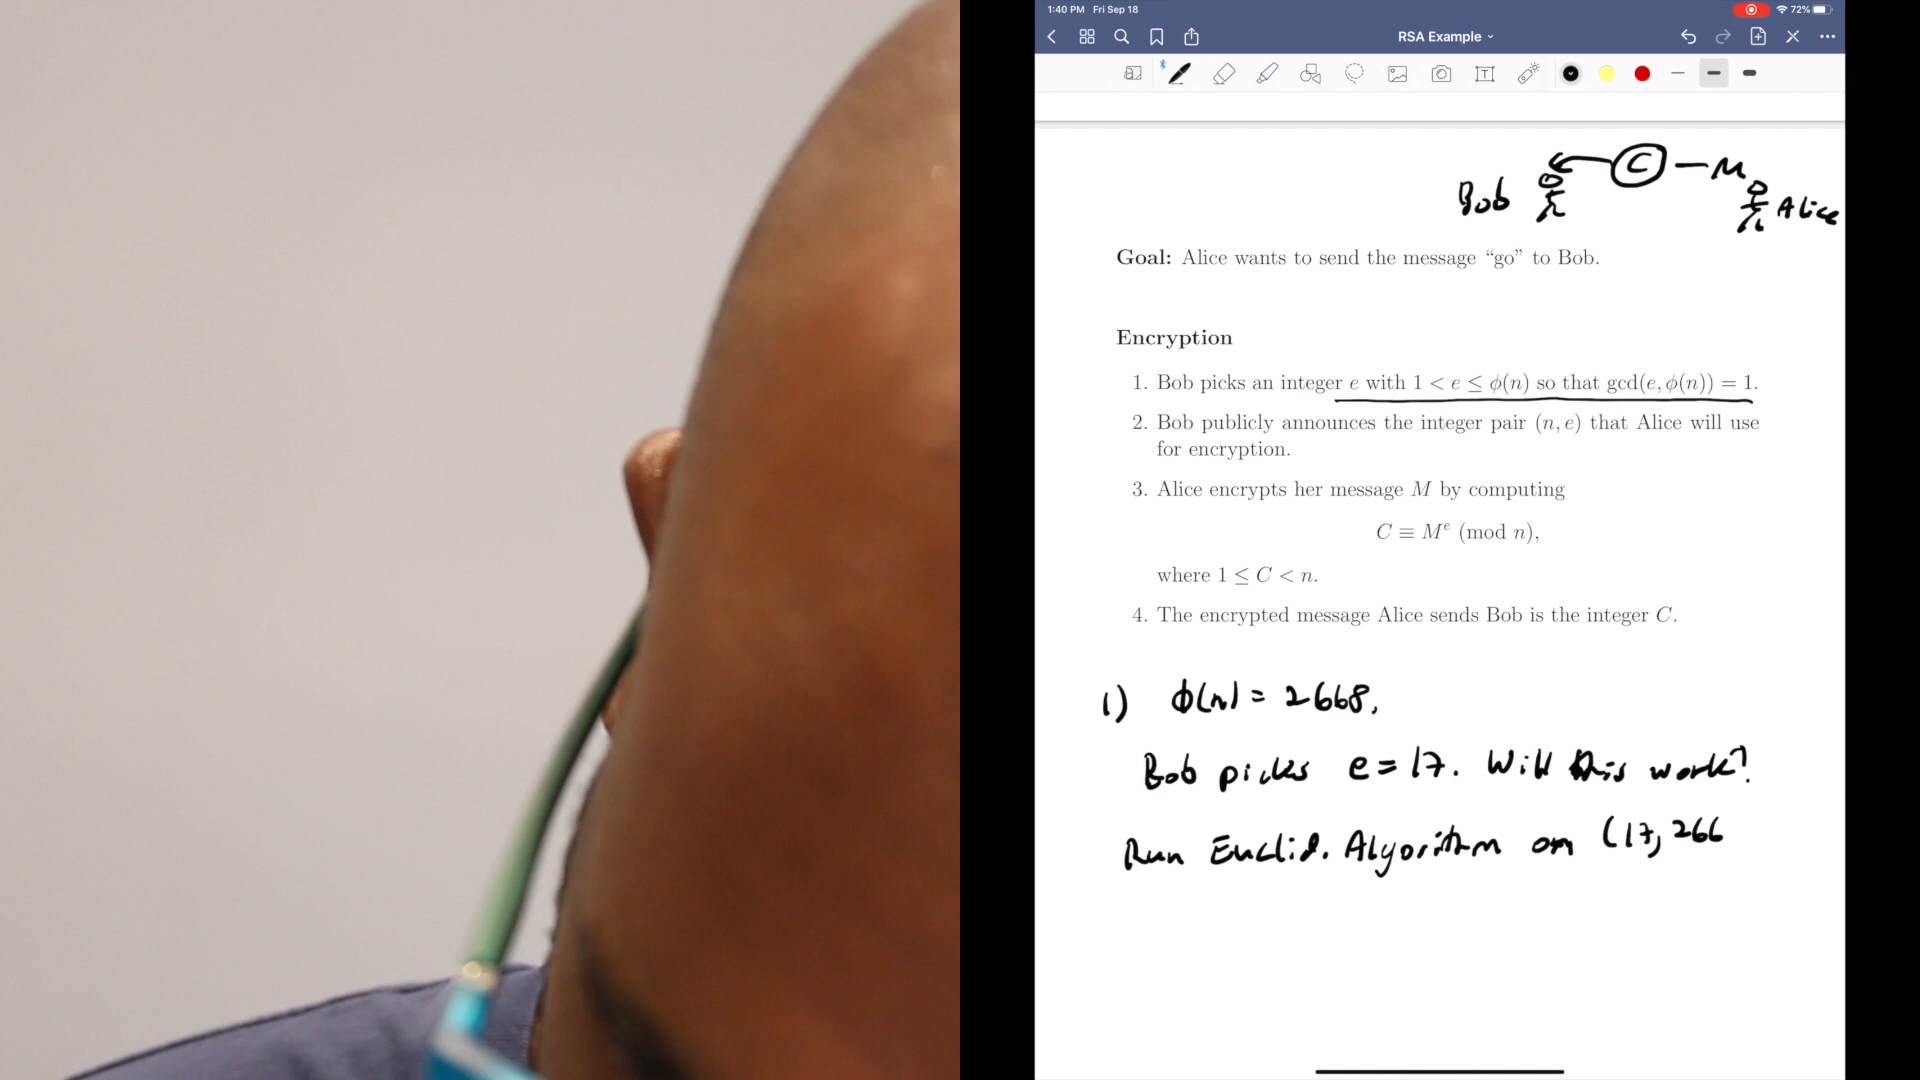 1:40 PM Fri Sep 18
72%
RSA Example
Bob C — M Alice
Goal: Alice wants to send the message “go” to Bob.
Encryption
1. Bob picks an integer e with 1 < e ≤ ϕ(n) so that gcd(e, ϕ(n)) = 1.
2. Bob publicly announces the integer pair (n, e) that Alice will use
for encryption.
3. Alice encrypts her message M by computing
C ≡ Mᵉ (mod n),
where 1 ≤ C < n.
4. The encrypted message Alice sends Bob is the integer C.
1) ϕ(n) = 2668,
Bob picks e = 17. Will this work?
Run Euclid. Algorithm on (17, 266